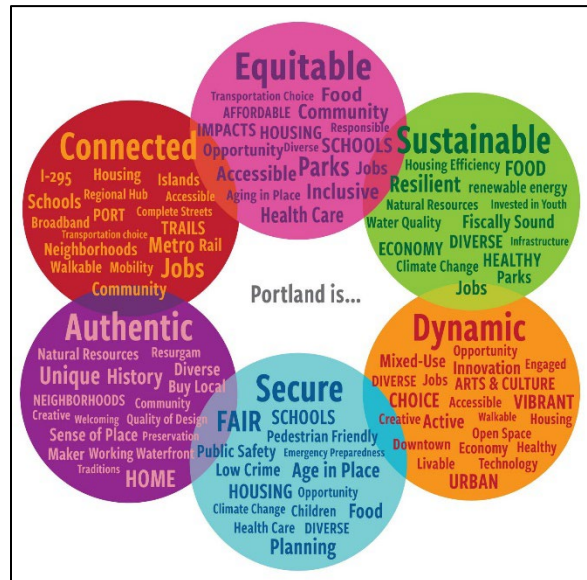 Equitable
Transportation Choice Food
AFFORDABLE Community
IMPACTS HOUSING Responsible
Opportunity Diverse SCHOOLS
Accessible Parks Jobs
Aging in Place Inclusive
Health Care
Connected
I-295 Housing Islands
Schools Regional Hub Accessible
Broadband PORT Complete Streets
Transportation choice TRAILS
Neighborhoods Metro Rail
Walkable Mobility Jobs
Community
Sustainable
Housing Efficiency FOOD
Resilient renewable energy
Natural Resources Invested in Youth
Water Quality Fiscally Sound
ECONOMY DIVERSE Infrastructure
Climate Change HEALTHY
Parks
Jobs
Portland is...
Authentic
Natural Resources Resurgam
Unique History Diverse
Buy Local
NEIGHBORHOODS Community
Creative Welcoming Quality of Design
Sense of Place Preservation
Maker Working Waterfront
Traditions HOME
Secure
FAIR SCHOOLS
Pedestrian Friendly
Public Safety Emergency Preparedness
Low Crime Age in Place
HOUSING Opportunity
Climate Change Children Food
Health Care DIVERSE
Planning
Dynamic
Opportunity
Mixed-Use Innovation Engaged
DIVERSE Jobs ARTS & CULTURE
CHOICE Accessible VIBRANT
Creative Active Walkable Housing
Open Space
Downtown Economy Healthy
Livable Technology
URBAN